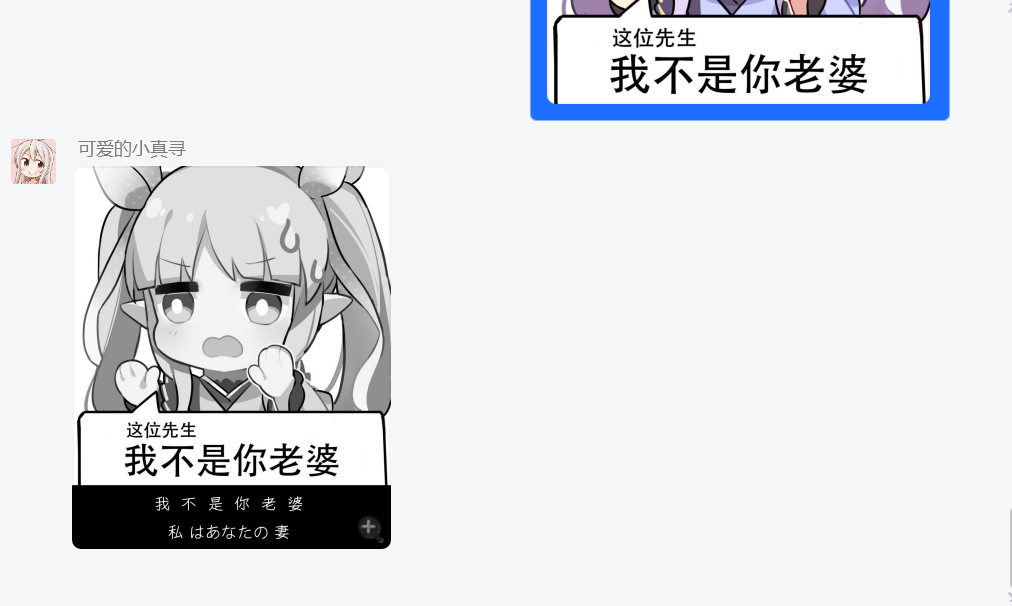 这位先生
我不是你老婆
可爱的小真寻
这位先生
我不是你老婆
我 不 是 你 老 婆
私 はあなたの 妻